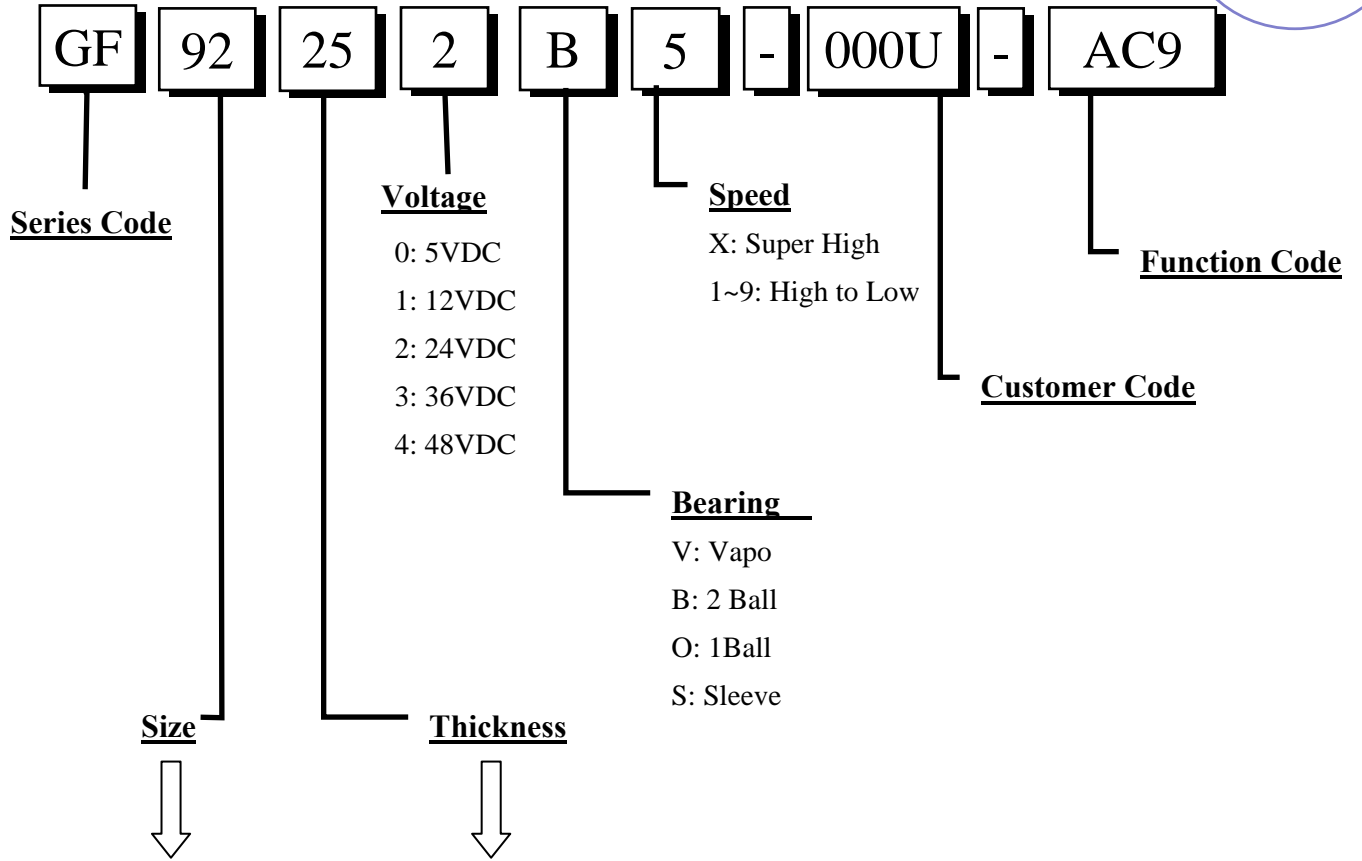 GF 92 25 2 B 5 - 000U - AC9
Series Code
Voltage
0: 5VDC
1: 12VDC
2: 24VDC
3: 36VDC
4: 48VDC
Speed
X: Super High
1~9: High to Low
Function Code
Customer Code
Bearing
V: Vapo
B: 2 Ball
O: 1Ball
S: Sleeve
Size
Thickness